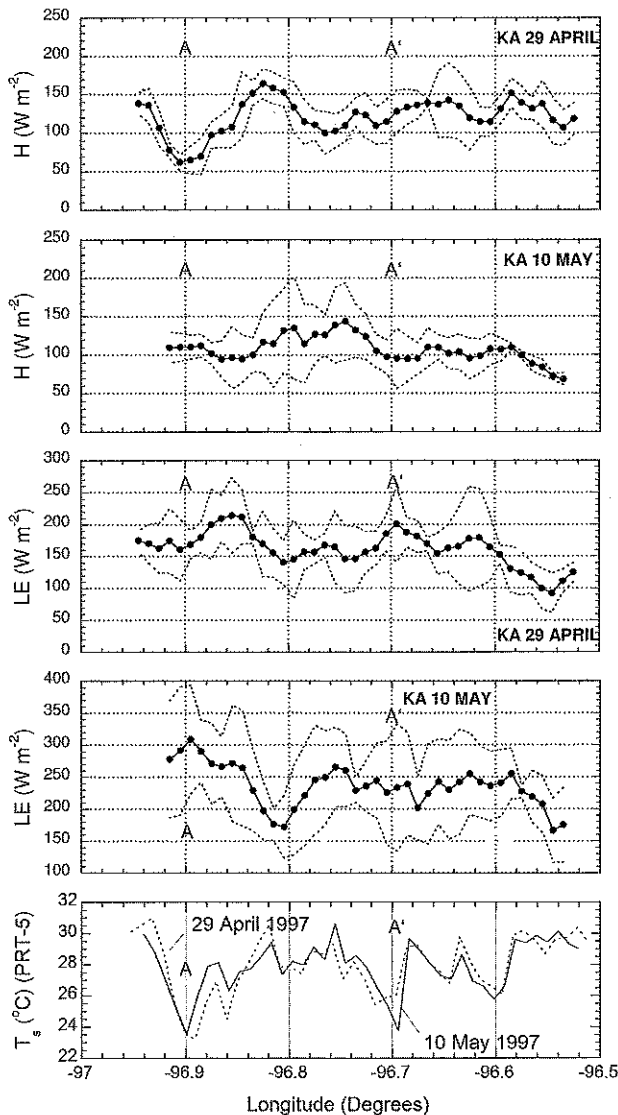 KA 29 APRIL
A A'
H (W m-2)
200
150
100
50
0
KA 10 MAY
A A'
H (W m-2)
200
150
100
50
0
A A'
LE (W m-2)
300
250
200
150
100
50
0
KA 29 APRIL
KA 10 MAY
A'
A
LE (W m-2)
400
350
300
250
200
150
100
29 April 1997
A A'
10 May 1997
Ts (°C) (PRT-5)
32
30
28
26
24
22
-97 -96.9 -96.8 -96.7 -96.6 -96.5
Longitude (Degrees)